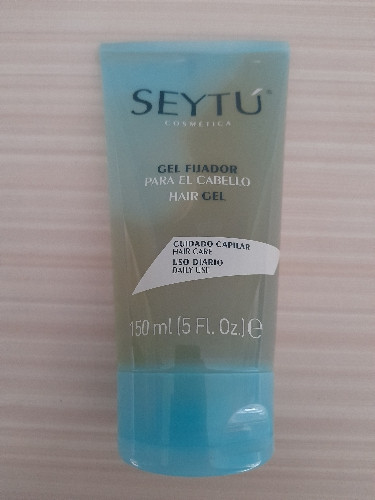 SEYTÚ®
COSMÉTICA
GEL FIJADOR
PARA EL CABELLO
HAIR GEL
CUIDADO CAPILAR
HAIR CARE
USO DIARIO
DAILY USE
150 ml (5 Fl. Oz.) ℮